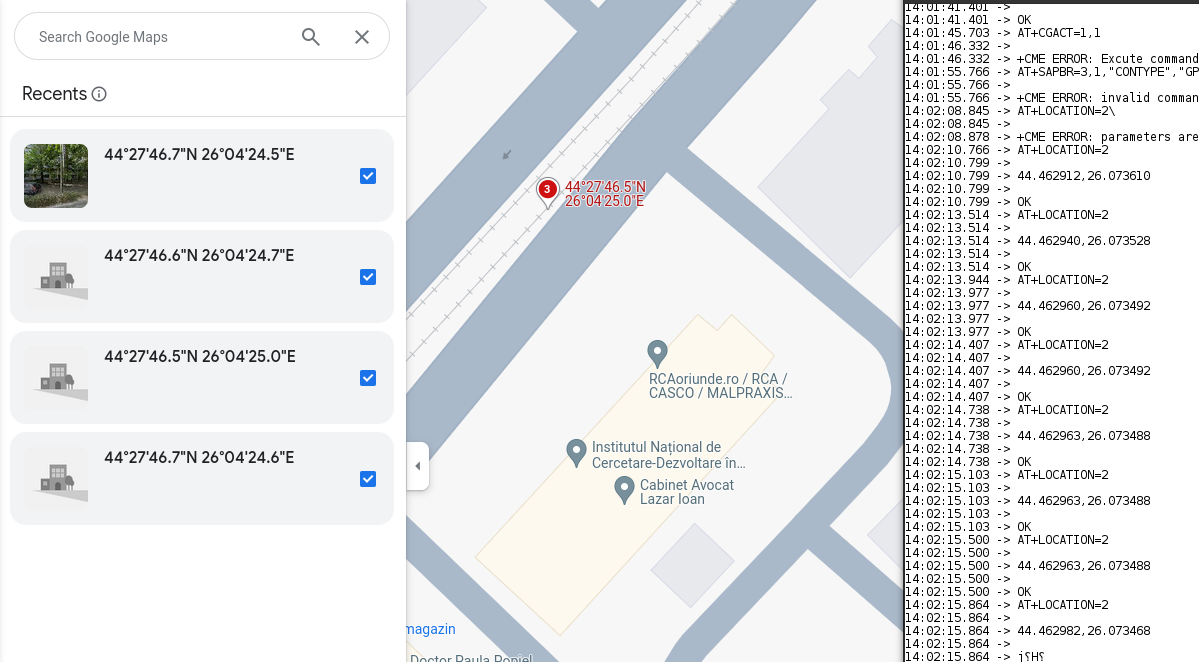 Search Google Maps
Recents
44°27'46.7"N 26°04'24.5"E
44°27'46.6"N 26°04'24.7"E
44°27'46.5"N 26°04'25.0"E
44°27'46.7"N 26°04'24.6"E
3
44°27'46.5"N
26°04'25.0"E
RCAoriunde.ro / RCA /
CASCO / MALPRAXIS...
Institutul Național de
Cercetare-Dezvoltare în...
Cabinet Avocat
Lazar Ioan
magazin
Doctor Paula Popiel
14:01:41.401 ->
14:01:41.401 -> OK
14:01:45.703 -> AT+CGACT=1,1
14:01:46.332 ->
14:01:46.332 -> +CME ERROR: Excute command
14:01:55.766 -> AT+SAPBR=3,1,"CONTYPE","GP
14:01:55.766 ->
14:01:55.766 -> +CME ERROR: invalid comman
14:02:08.845 -> AT+LOCATION=2\
14:02:08.845 ->
14:02:08.878 -> +CME ERROR: parameters are
14:02:10.766 -> AT+LOCATION=2
14:02:10.799 ->
14:02:10.799 -> 44.462912,26.073610
14:02:10.799 ->
14:02:10.799 -> OK
14:02:13.514 -> AT+LOCATION=2
14:02:13.514 ->
14:02:13.514 -> 44.462940,26.073528
14:02:13.514 ->
14:02:13.514 -> OK
14:02:13.944 -> AT+LOCATION=2
14:02:13.977 ->
14:02:13.977 -> 44.462960,26.073492
14:02:13.977 ->
14:02:13.977 -> OK
14:02:14.407 -> AT+LOCATION=2
14:02:14.407 ->
14:02:14.407 -> 44.462960,26.073492
14:02:14.407 ->
14:02:14.407 -> OK
14:02:14.738 -> AT+LOCATION=2
14:02:14.738 ->
14:02:14.738 -> 44.462963,26.073488
14:02:14.738 ->
14:02:14.738 -> OK
14:02:15.103 -> AT+LOCATION=2
14:02:15.103 ->
14:02:15.103 -> 44.462963,26.073488
14:02:15.103 ->
14:02:15.103 -> OK
14:02:15.500 -> AT+LOCATION=2
14:02:15.500 ->
14:02:15.500 -> 44.462963,26.073488
14:02:15.500 ->
14:02:15.500 -> OK
14:02:15.864 -> AT+LOCATION=2
14:02:15.864 ->
14:02:15.864 -> 44.462982,26.073468
14:02:15.864 ->
14:02:15.864 ->